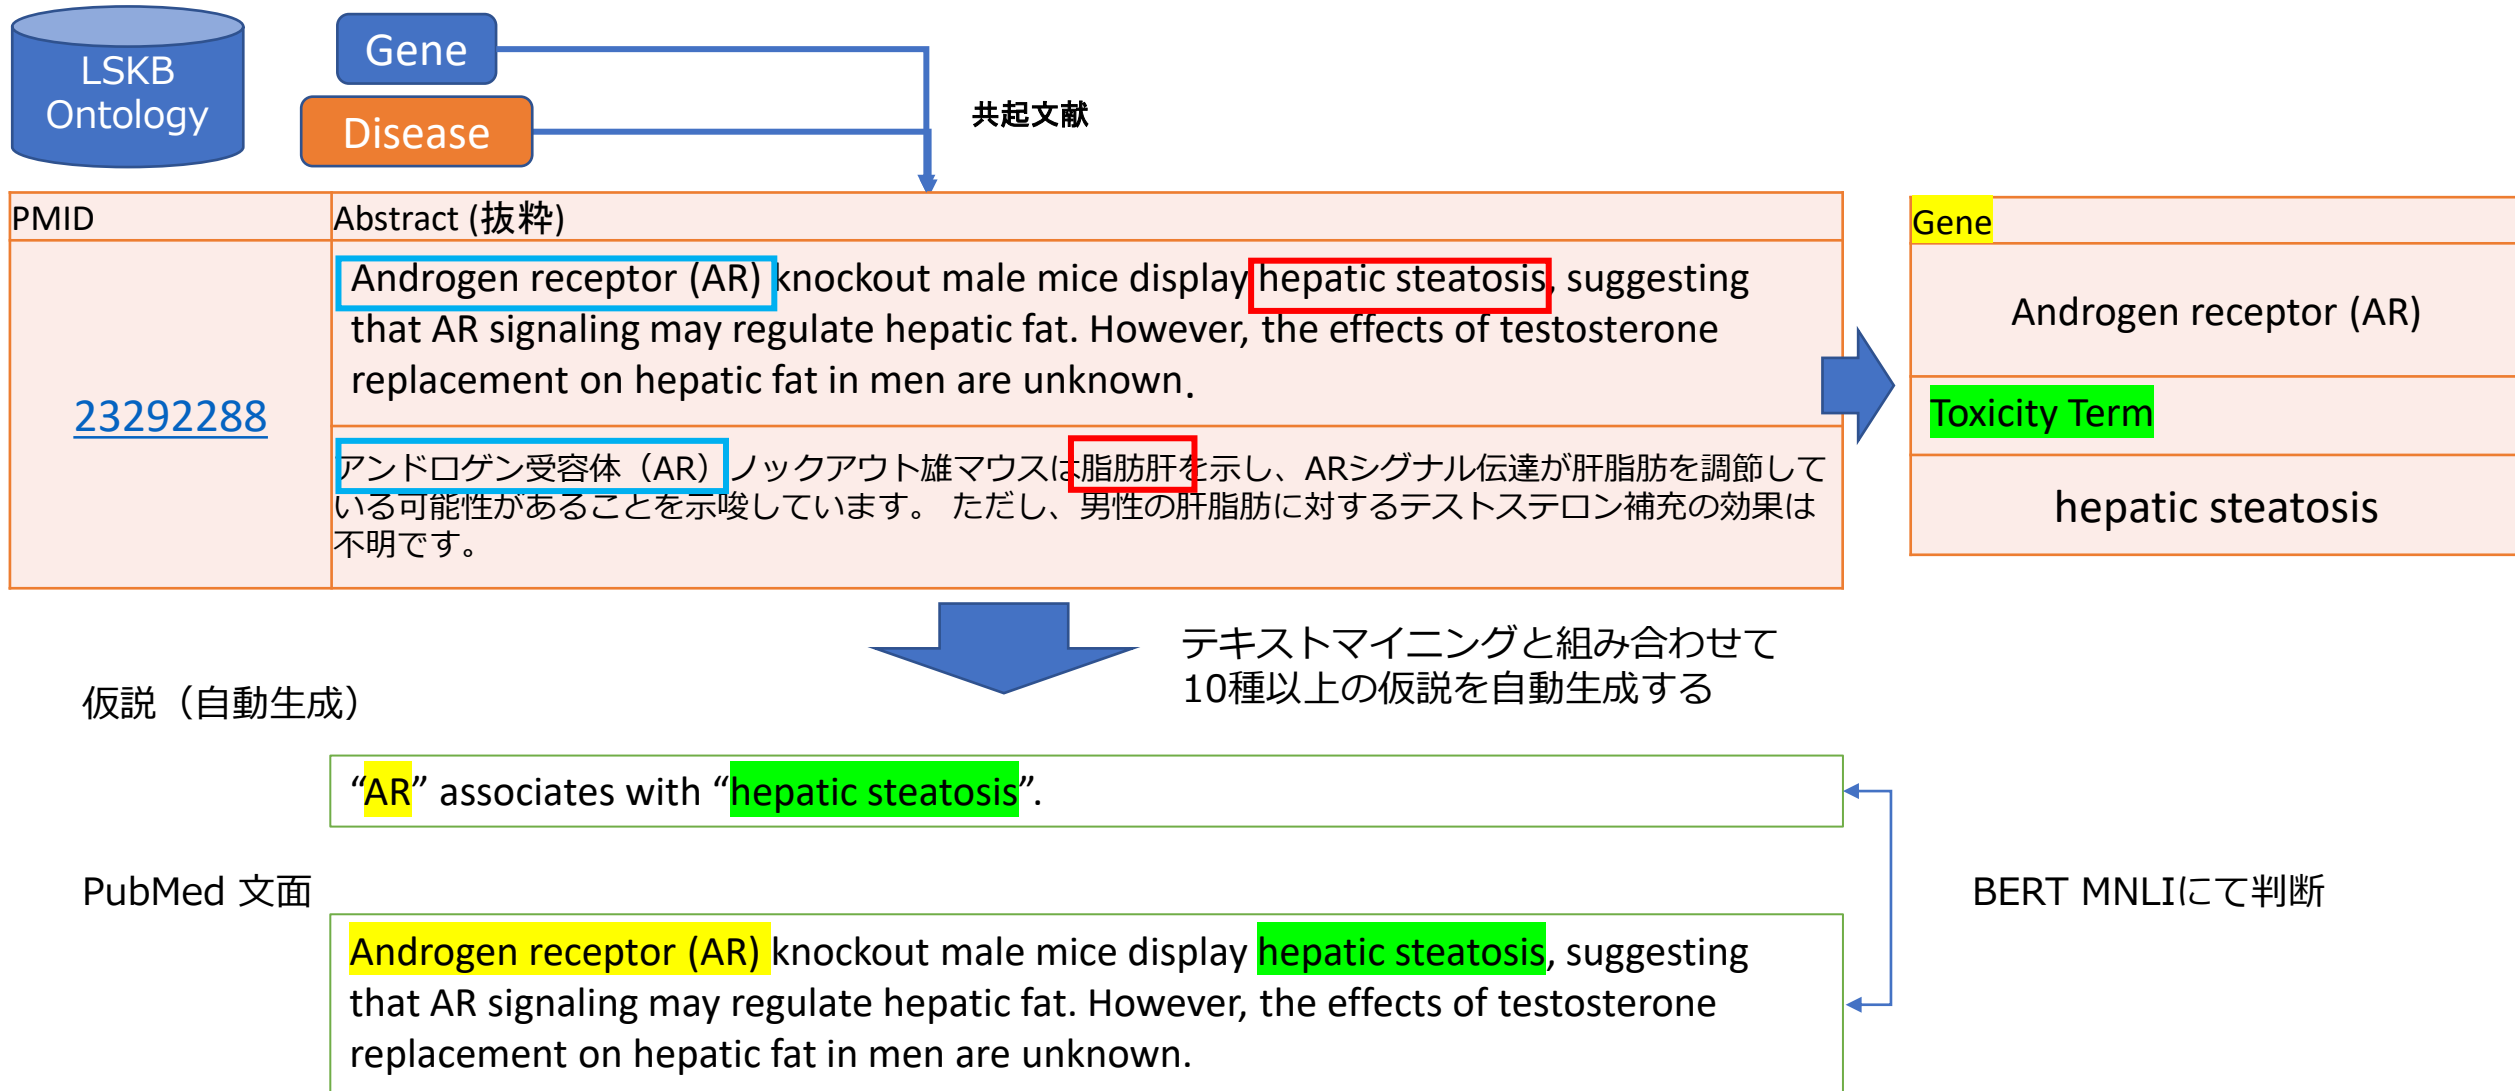 LSKB
Ontology
Gene
Disease
共起文献
PMID
Abstract (抜粋)
23292288
Androgen receptor (AR) knockout male mice display hepatic steatosis, suggesting
that AR signaling may regulate hepatic fat. However, the effects of testosterone
replacement on hepatic fat in men are unknown.
アンドロゲン受容体（AR）ノックアウト雄マウスは脂肪肝を示し、ARシグナル伝達が肝脂肪を調節して
いる可能性があることを示唆しています。 ただし、男性の肝脂肪に対するテストステロン補充の効果は
不明です。
Gene
Androgen receptor (AR)
Toxicity Term
hepatic steatosis
テキストマイニングと組み合わせて
10種以上の仮説を自動生成する
仮説（自動生成）
“AR” associates with “hepatic steatosis”.
PubMed 文面
BERT MNLIにて判断
Androgen receptor (AR) knockout male mice display hepatic steatosis, suggesting
that AR signaling may regulate hepatic fat. However, the effects of testosterone
replacement on hepatic fat in men are unknown.